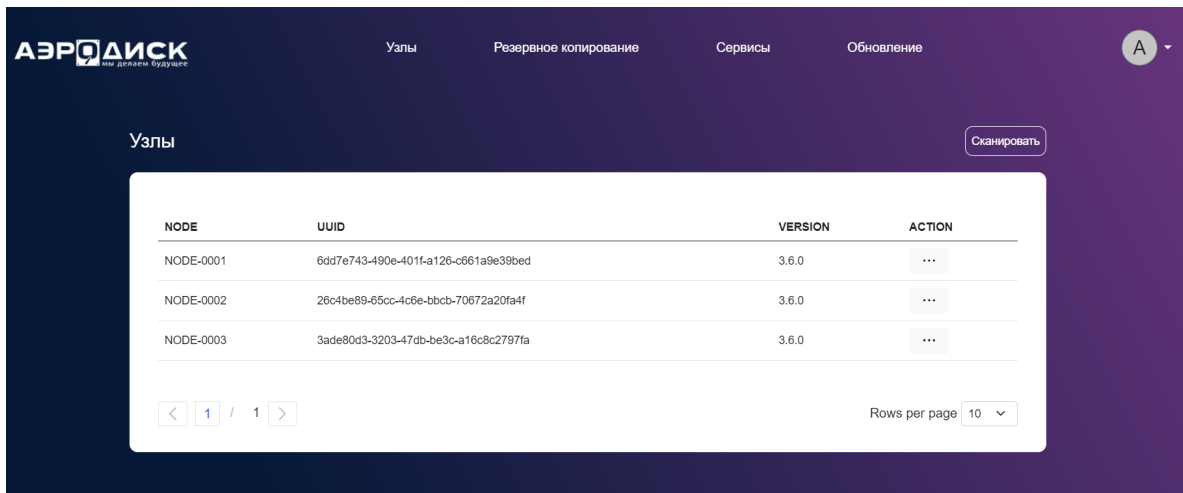 АЭРОДИСК
мы делаем будущее
Узлы Резервное копирование Сервисы Обновление A
Узлы Сканировать
NODE UUID VERSION ACTION
NODE-0001 6dd7e743-490e-401f-a126-c661a9e39bed 3.6.0 ...
NODE-0002 26c4be89-65cc-4c6e-bbcb-70672a20fa4f 3.6.0 ...
NODE-0003 3ade80d3-3203-47db-be3c-a16c8c2797fa 3.6.0 ...
< 1 / 1 > Rows per page 10